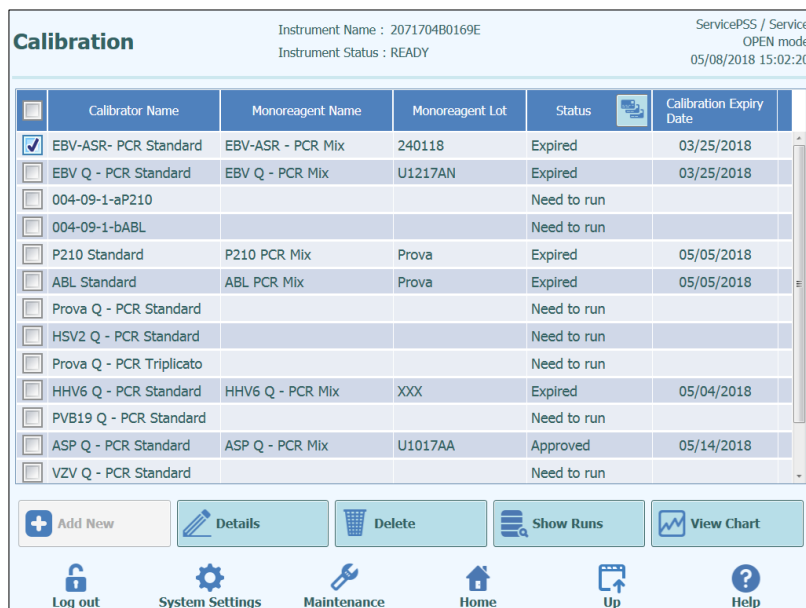 Calibration
Instrument Name : 2071704B0169E
Instrument Status : READY
ServicePSS / Service
OPEN mode
05/08/2018 15:02:20
Calibrator Name Monoreagent Name Monoreagent Lot Status Calibration Expiry Date
EBV-ASR- PCR Standard EBV-ASR - PCR Mix 240118 Expired 03/25/2018
EBV Q - PCR Standard EBV Q - PCR Mix U1217AN Expired 03/25/2018
004-09-1-aP210 Need to run
004-09-1-bABL Need to run
P210 Standard P210 PCR Mix Prova Expired 05/05/2018
ABL Standard ABL PCR Mix Prova Expired 05/05/2018
Prova Q - PCR Standard Need to run
HSV2 Q - PCR Standard Need to run
Prova Q - PCR Triplicato Need to run
HHV6 Q - PCR Standard HHV6 Q - PCR Mix XXX Expired 05/04/2018
PVB19 Q - PCR Standard Need to run
ASP Q - PCR Standard ASP Q - PCR Mix U1017AA Approved 05/14/2018
VZV Q - PCR Standard Need to run
Add New Details Delete Show Runs View Chart
Log out System Settings Maintenance Home Up Help